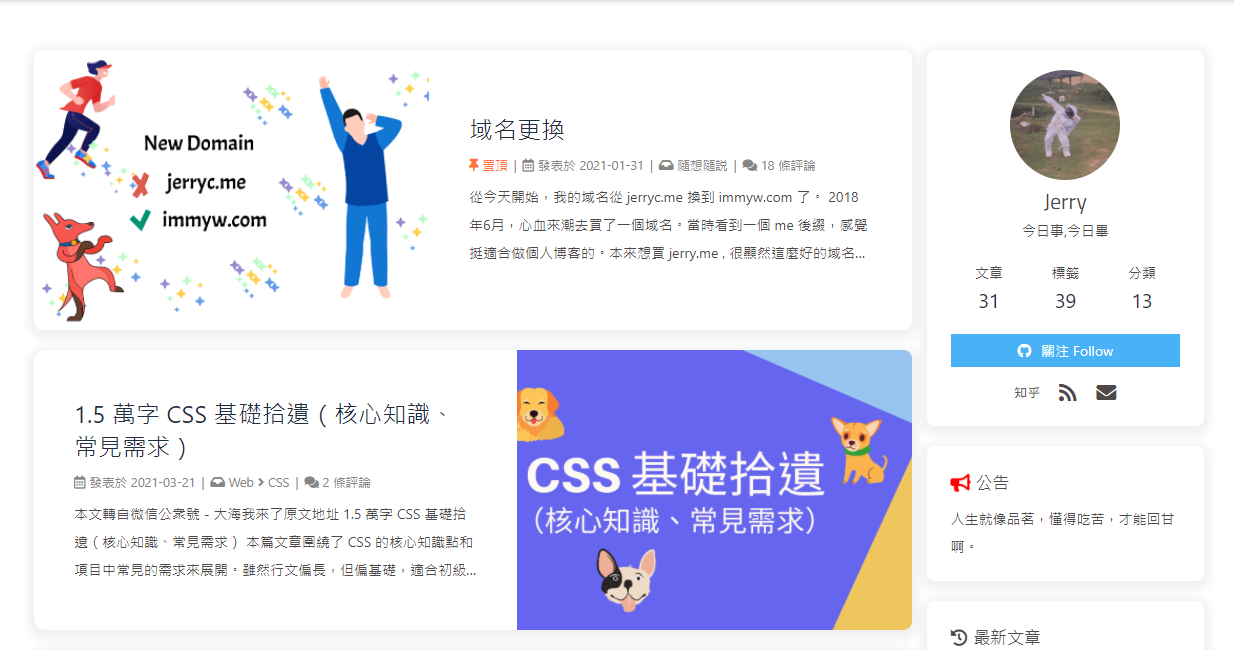 New Domain
jerryc.me
immyw.com
域名更換
置頂 | 發表於 2021-01-31 | 隨想隨説 | 18 條評論
從今天開始，我的域名從 jerryc.me 換到 immyw.com 了。 2018
年6月，心血來潮去買了一個域名。當時看到一個 me 後綴，感覺
挺適合做個人博客的。本來想買 jerry.me , 很顯然這麼好的域名...
1.5 萬字 CSS 基礎拾遺（核心知識、
常見需求）
發表於 2021-03-21 | Web > CSS | 2 條評論
本文轉自微信公衆號 - 大海我來了原文地址 1.5 萬字 CSS 基礎拾
遺（核心知識、常見需求） 本篇文章圍繞了 CSS 的核心知識點和
項目中常見的需求來展開。雖然行文偏長，但偏基礎，適合初級...
CSS 基礎拾遺
（核心知識、常見需求）
Jerry
今日事,今日畢
文章 標籤 分類
31 39 13
關注 Follow
知乎
公告
人生就像品茗，懂得吃苦，才能回甘
啊。
最新文章